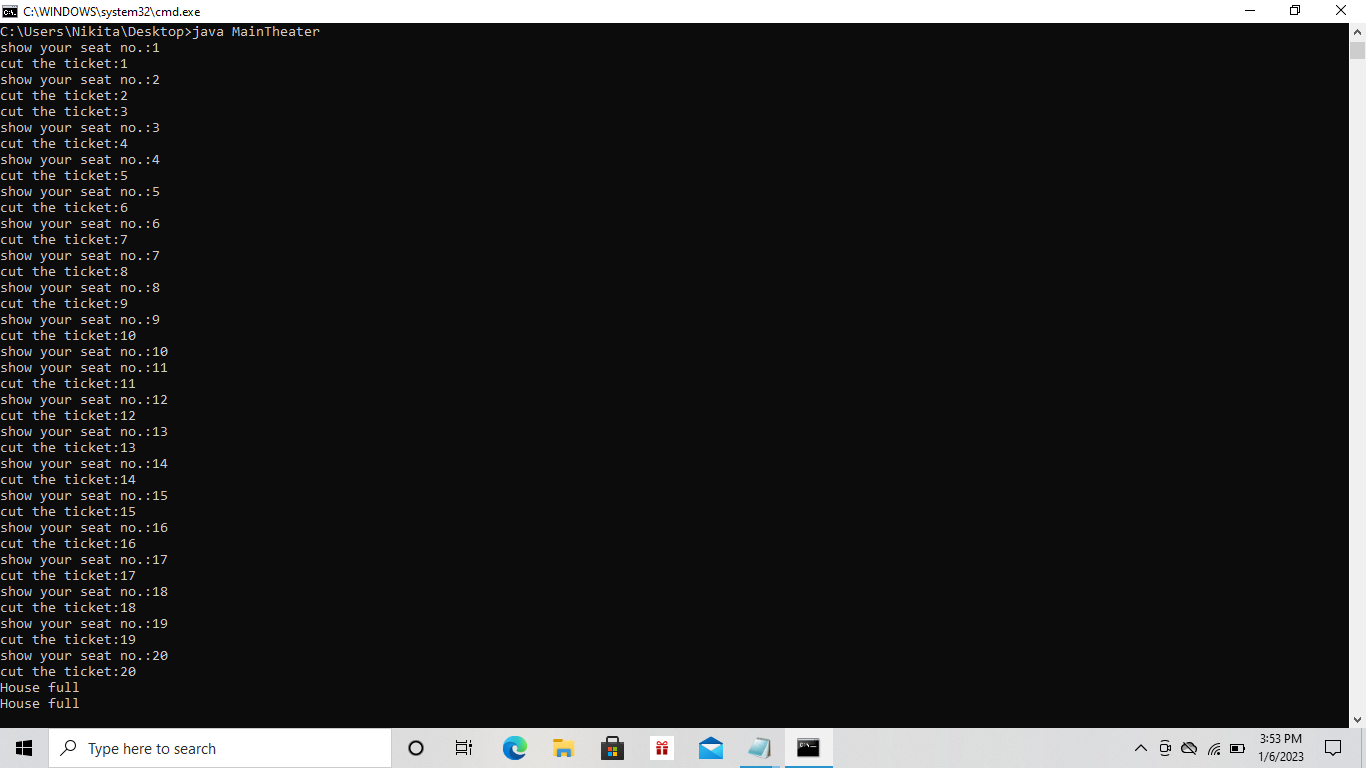 C:\WINDOWS\system32\cmd.exe
C:\Users\Nikita\Desktop>java MainTheater
show your seat no.:1
cut the ticket:1
show your seat no.:2
cut the ticket:2
cut the ticket:3
show your seat no.:3
cut the ticket:4
show your seat no.:4
cut the ticket:5
show your seat no.:5
cut the ticket:6
show your seat no.:6
cut the ticket:7
show your seat no.:7
cut the ticket:8
show your seat no.:8
cut the ticket:9
show your seat no.:9
cut the ticket:10
show your seat no.:10
show your seat no.:11
cut the ticket:11
show your seat no.:12
cut the ticket:12
show your seat no.:13
cut the ticket:13
show your seat no.:14
cut the ticket:14
show your seat no.:15
cut the ticket:15
show your seat no.:16
cut the ticket:16
show your seat no.:17
cut the ticket:17
show your seat no.:18
cut the ticket:18
show your seat no.:19
cut the ticket:19
show your seat no.:20
cut the ticket:20
House full
House full
Type here to search
3:53 PM
1/6/2023